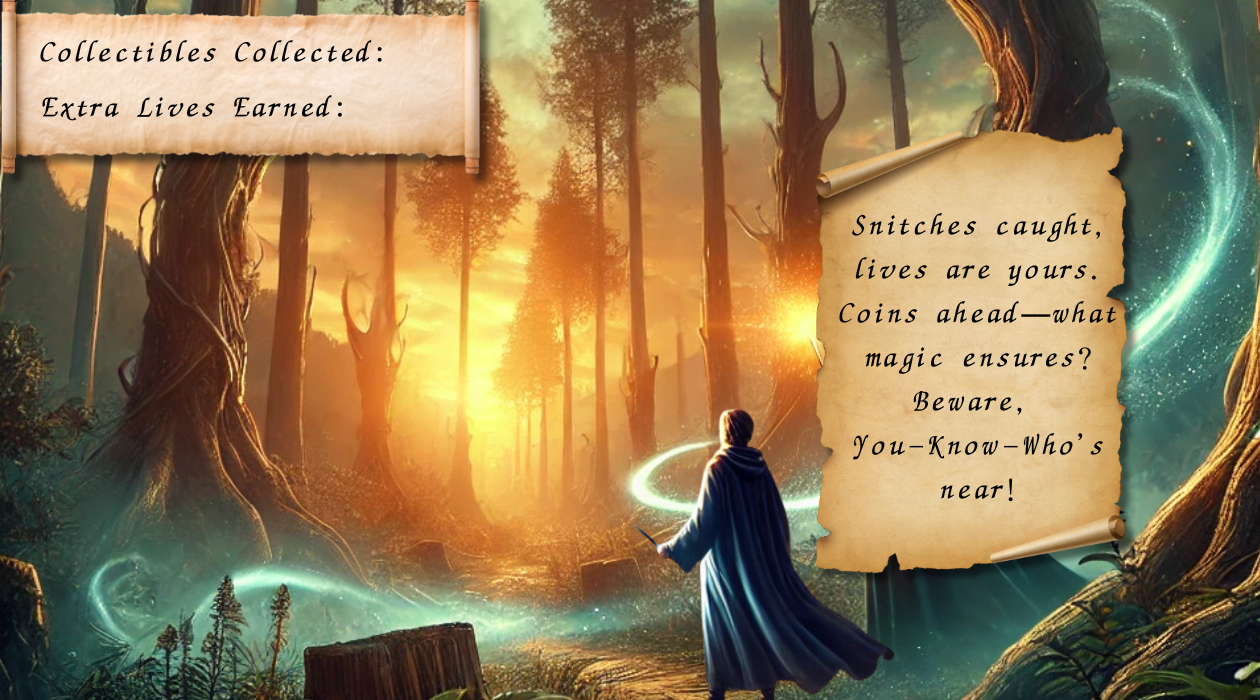 Collectibles Collected:
Extra Lives Earned:
Snitches caught,
lives are yours.
Coins ahead—what
magic ensures?
Beware,
You-Know-Who's
near!